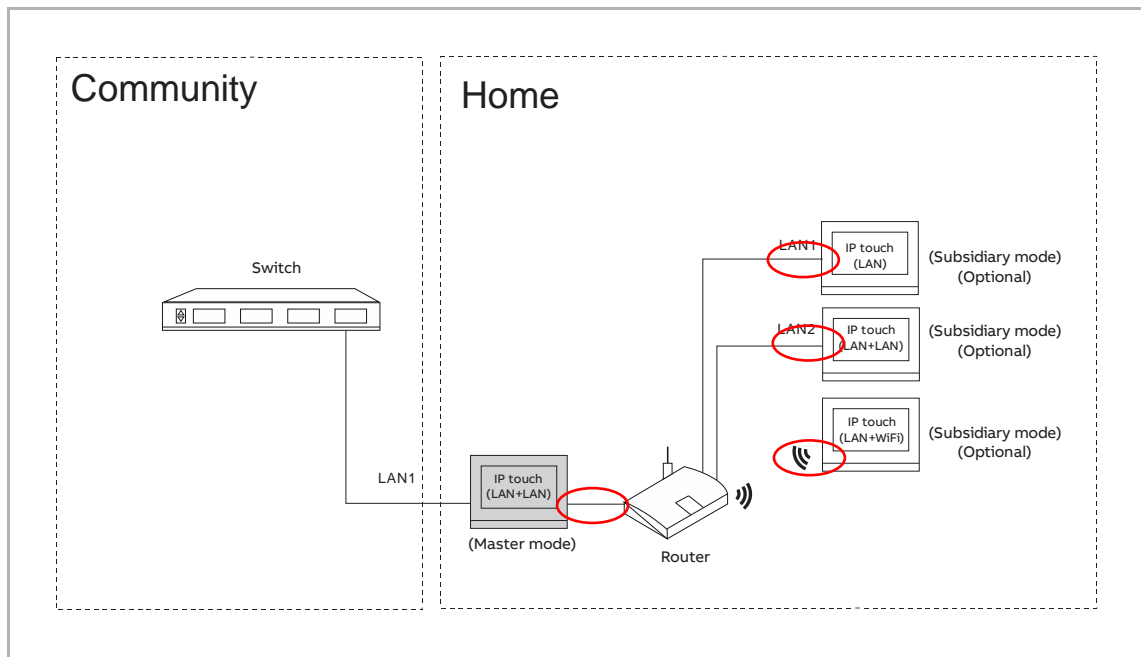 Community
Home
Switch
LAN1
IP touch
(LAN+LAN)
(Master mode)
Router
LAN1
IP touch
(LAN)
(Subsidiary mode)
(Optional)
LAN2
IP touch
(LAN+LAN)
(Subsidiary mode)
(Optional)
IP touch
(LAN+WiFi)
(Subsidiary mode)
(Optional)